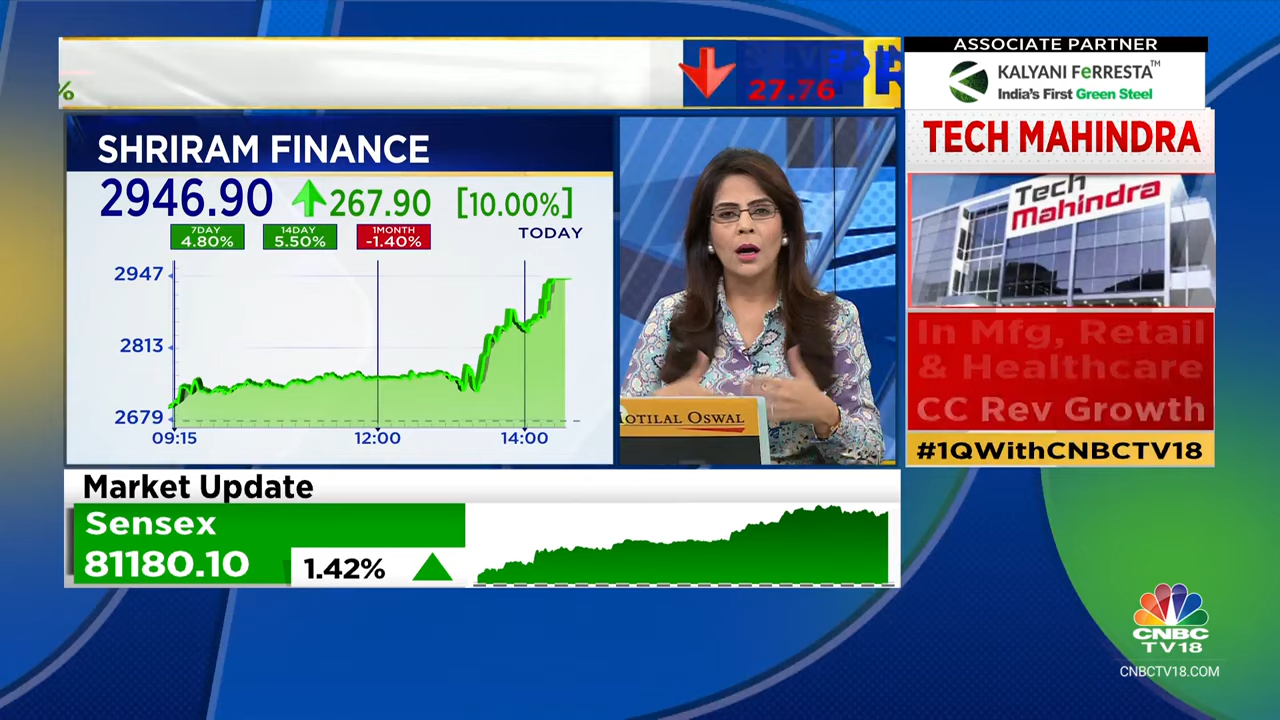 %
27.76
ASSOCIATE PARTNER
KALYANI FeRRESTA™
India's First Green Steel
SHRIRAM FINANCE
2946.90 267.90 [10.00%]
7DAY
4.80%
14DAY
5.50%
1MONTH
-1.40%
TODAY
2947
2813
2679
09:15 12:00 14:00
OTILAL OSWAL
TECH MAHINDRA
Tech
Mahindra
In Mfg, Retail
& Healthcare
CC Rev Growth
#1QWithCNBCTV18
Market Update
Sensex
81180.10 1.42%
CNBC
TV18
CNBCTV18.COM